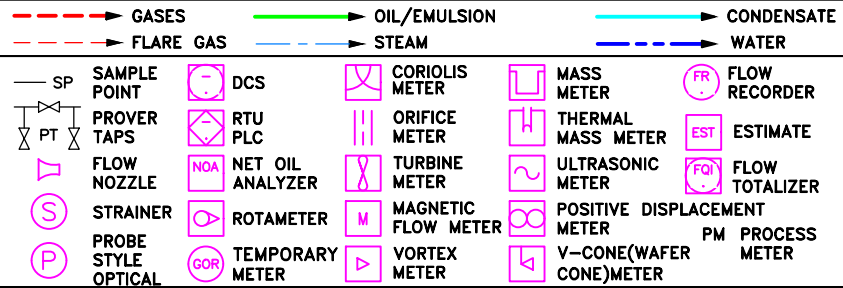 GASES
OIL/EMULSION
CONDENSATE
FLARE GAS
STEAM
WATER
SP
SAMPLE
POINT
DCS
CORIOLIS
METER
MASS
METER
FR
FLOW
RECORDER
PT
PROVER
TAPS
RTU
PLC
ORIFICE
METER
THERMAL
MASS METER
EST
ESTIMATE
FLOW
NOZZLE
NOA
NET OIL
ANALYZER
TURBINE
METER
ULTRASONIC
METER
FQI
FLOW
TOTALIZER
S
STRAINER
ROTAMETER
M
MAGNETIC
FLOW METER
POSITIVE DISPLACEMENT
METER
PM PROCESS
METER
P
PROBE
STYLE
OPTICAL
GOR
TEMPORARY
METER
VORTEX
METER
V-CONE(WAFER
CONE)METER